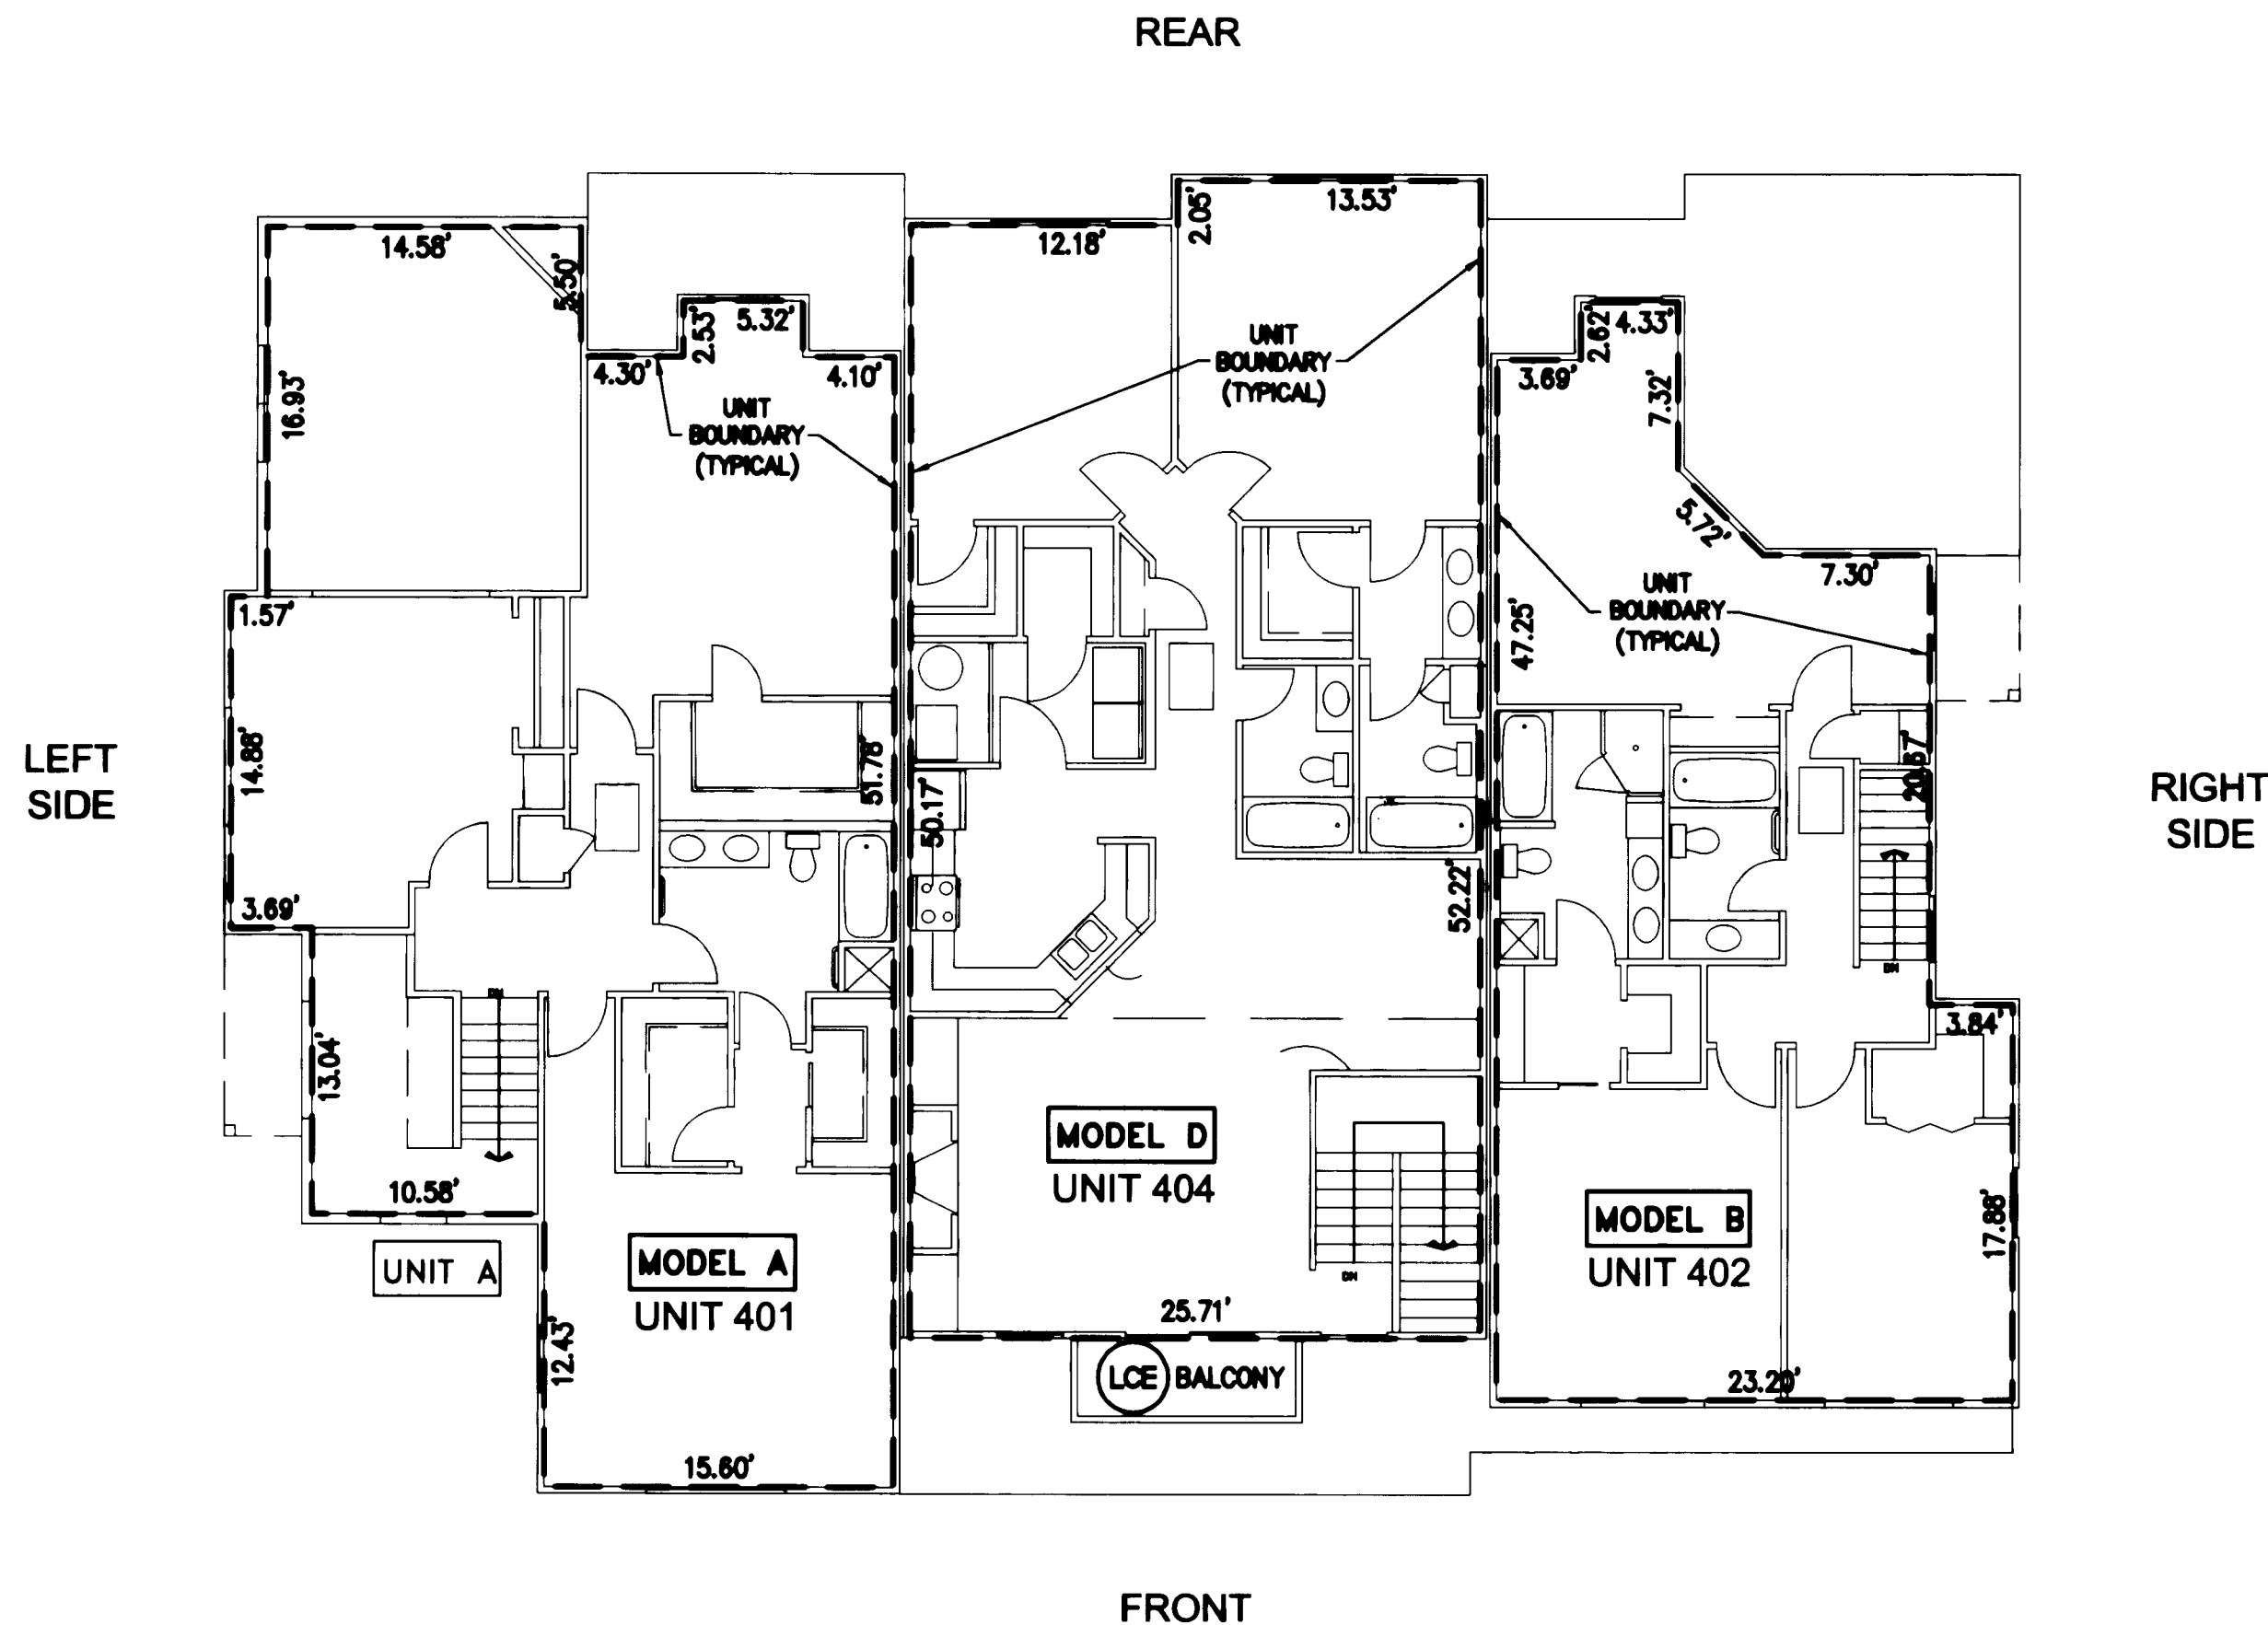 REAR
13.53'
2.05'
12.18'
14.58'
5.50'
2.53'
5.32'
4.30'
4.10'
16.93'
UNIT
BOUNDARY
(TYPICAL)
UNIT
BOUNDARY
(TYPICAL)
2.62'
4.33'
3.69'
7.32'
5.72'
7.30'
UNIT
BOUNDARY
(TYPICAL)
47.25'
1.57'
14.88'
51.78'
50.17'
52.22'
20.67'
LEFT
SIDE
RIGHT
SIDE
3.69'
DN
DN
13.04'
3.84'
10.58'
MODEL D
UNIT 404
17.88'
MODEL B
UNIT 402
UNIT A
MODEL A
UNIT 401
DN
25.71'
12.43'
LCE BALCONY
23.20'
15.60'
FRONT